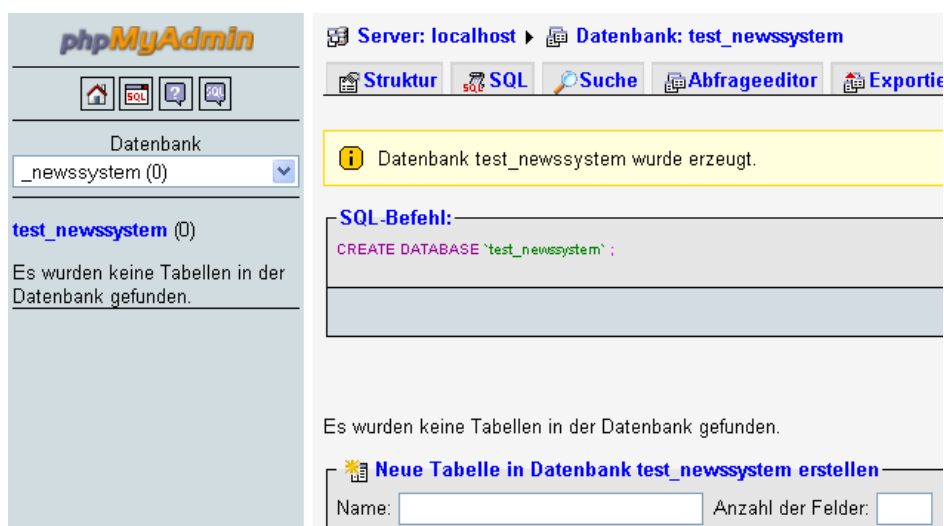 phpMyAdmin
SQL
?
SQL
Datenbank
_newssystem (0)
test_newssystem (0)
Es wurden keine Tabellen in der
Datenbank gefunden.
Server: localhost Datenbank: test_newssystem
Struktur SQL Suche Abfrageeditor Exportie
Datenbank test_newssystem wurde erzeugt.
SQL-Befehl:
CREATE DATABASE `test_newssystem` ;
Es wurden keine Tabellen in der Datenbank gefunden.
Neue Tabelle in Datenbank test_newssystem erstellen
Name: Anzahl der Felder: